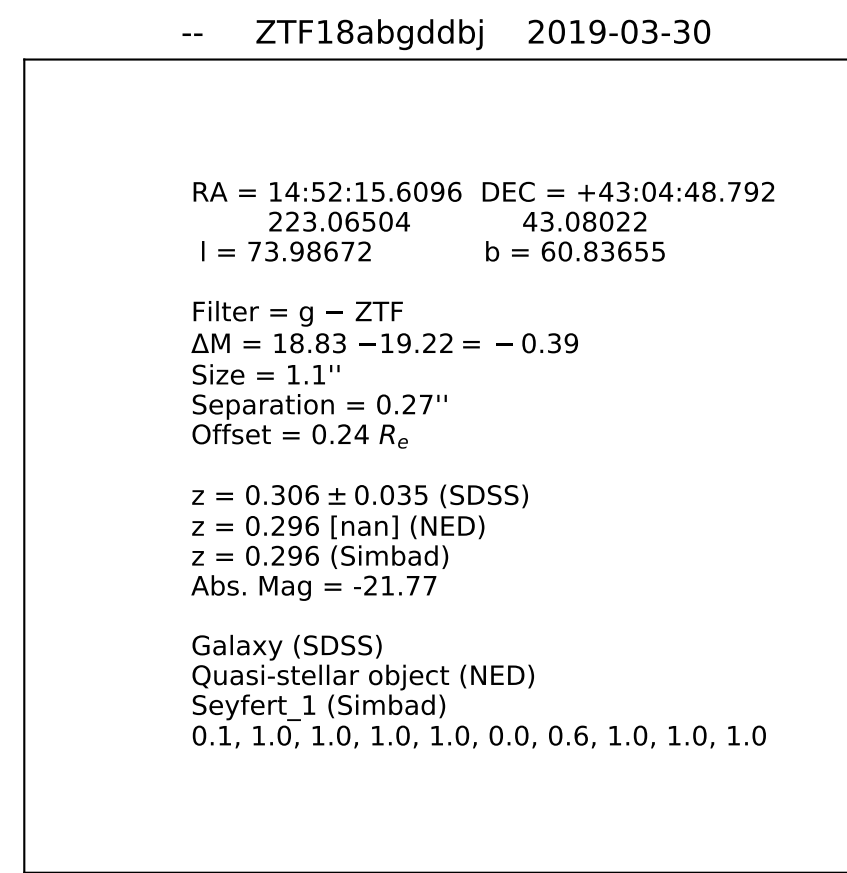 -- ZTF18abgddbj 2019-03-30
RA = 14:52:15.6096 DEC = +43:04:48.792
223.06504 43.08022
l = 73.98672 b = 60.83655
Filter = g − ZTF
ΔM = 18.83 −19.22 = − 0.39
Size = 1.1''
Separation = 0.27''
Offset = 0.24 Rₑ
z = 0.306 ± 0.035 (SDSS)
z = 0.296 [nan] (NED)
z = 0.296 (Simbad)
Abs. Mag = -21.77
Galaxy (SDSS)
Quasi-stellar object (NED)
Seyfert_1 (Simbad)
0.1, 1.0, 1.0, 1.0, 1.0, 0.0, 0.6, 1.0, 1.0, 1.0